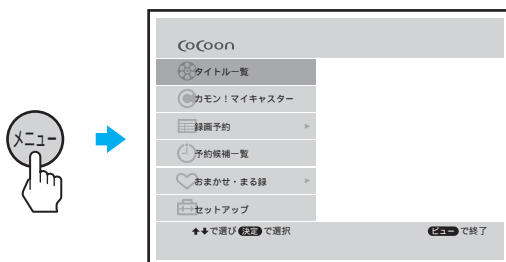 CoCoon
タイトル一覧
カモン！マイキャスター
録画予約
予約候補一覧
おまかせ・まる録
セットアップ
メニュー
↑↓で選び 決定 で選択
ビュー で終了